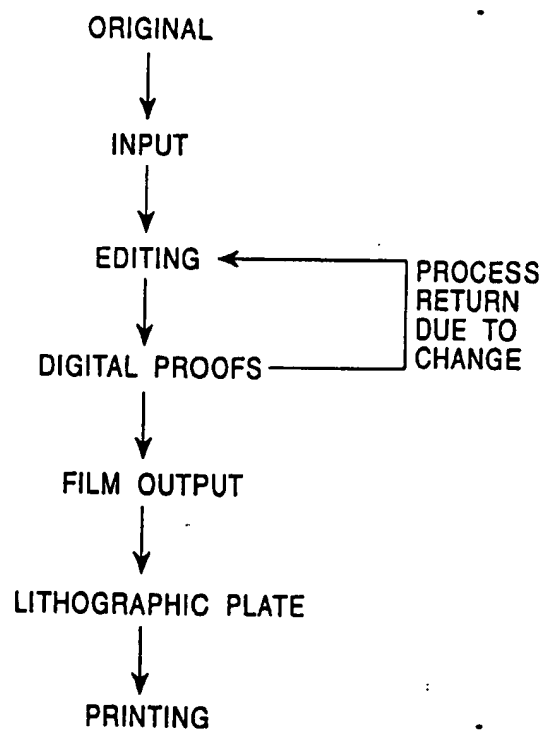 ORIGINAL
INPUT
EDITING
PROCESS
RETURN
DUE TO
CHANGE
DIGITAL PROOFS
FILM OUTPUT
LITHOGRAPHIC PLATE
PRINTING